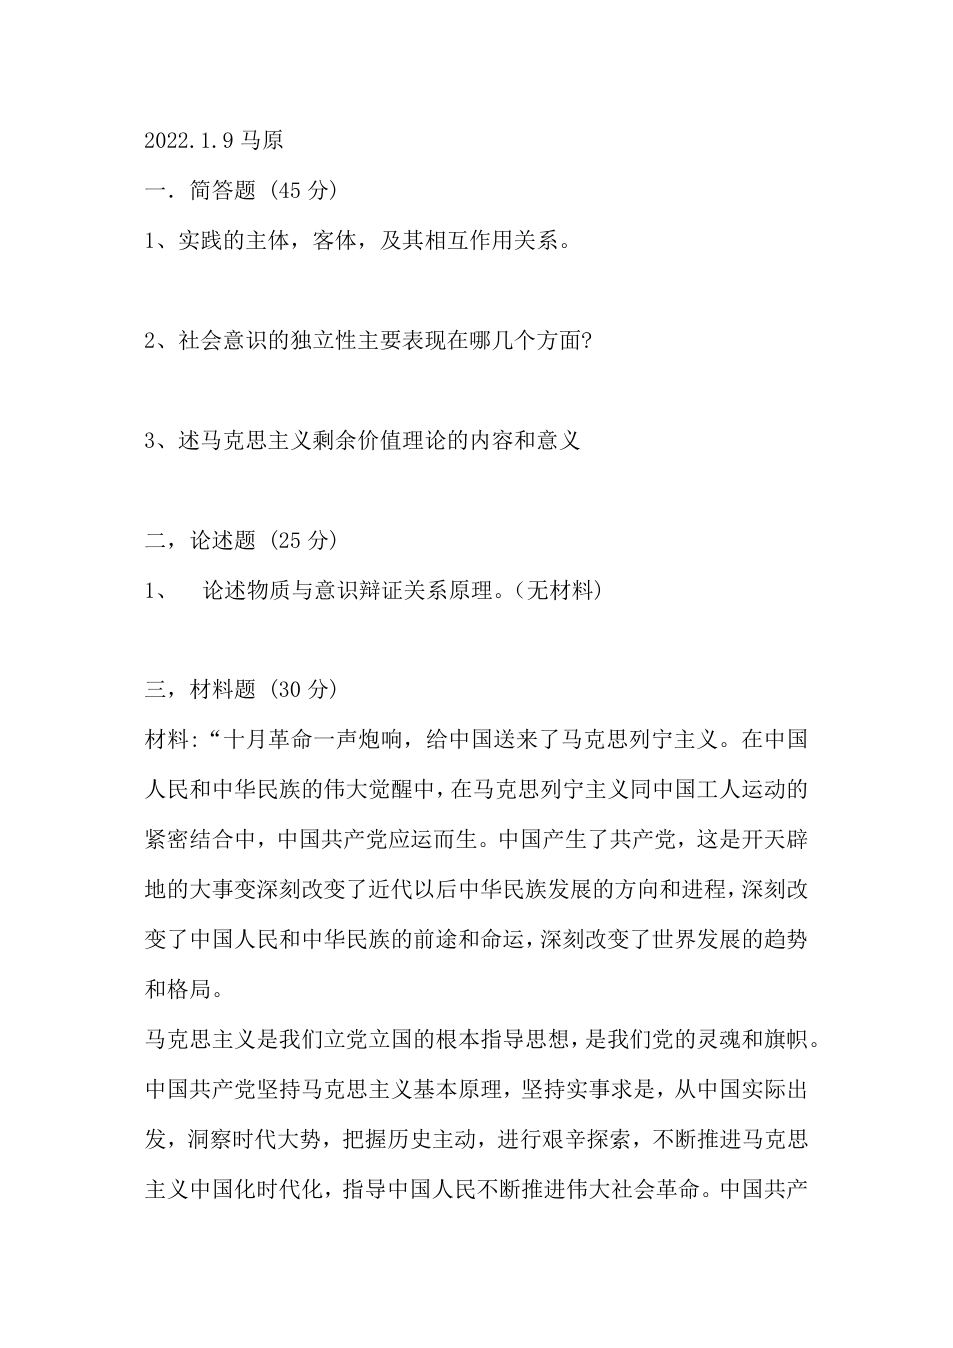 2022.1.9 马原
一．简答题 (45 分)
1、实践的主体，客体，及其相互作用关系。
2、社会意识的独立性主要表现在哪几个方面?
3、述马克思主义剩余价值理论的内容和意义
二，论述题 (25 分)
1、 论述物质与意识辩证关系原理。（无材料)
三，材料题 (30 分)
材料:“十月革命一声炮响，给中国送来了马克思列宁主义。在中国
人民和中华民族的伟大觉醒中，在马克思列宁主义同中国工人运动的
紧密结合中，中国共产党应运而生。中国产生了共产党，这是开天辟
地的大事变深刻改变了近代以后中华民族发展的方向和进程，深刻改
变了中国人民和中华民族的前途和命运，深刻改变了世界发展的趋势
和格局。
马克思主义是我们立党立国的根本指导思想，是我们党的灵魂和旗帜。
中国共产党坚持马克思主义基本原理，坚持实事求是，从中国实际出
发，洞察时代大势，把握历史主动，进行艰辛探索，不断推进马克思
主义中国化时代化，指导中国人民不断推进伟大社会革命。中国共产